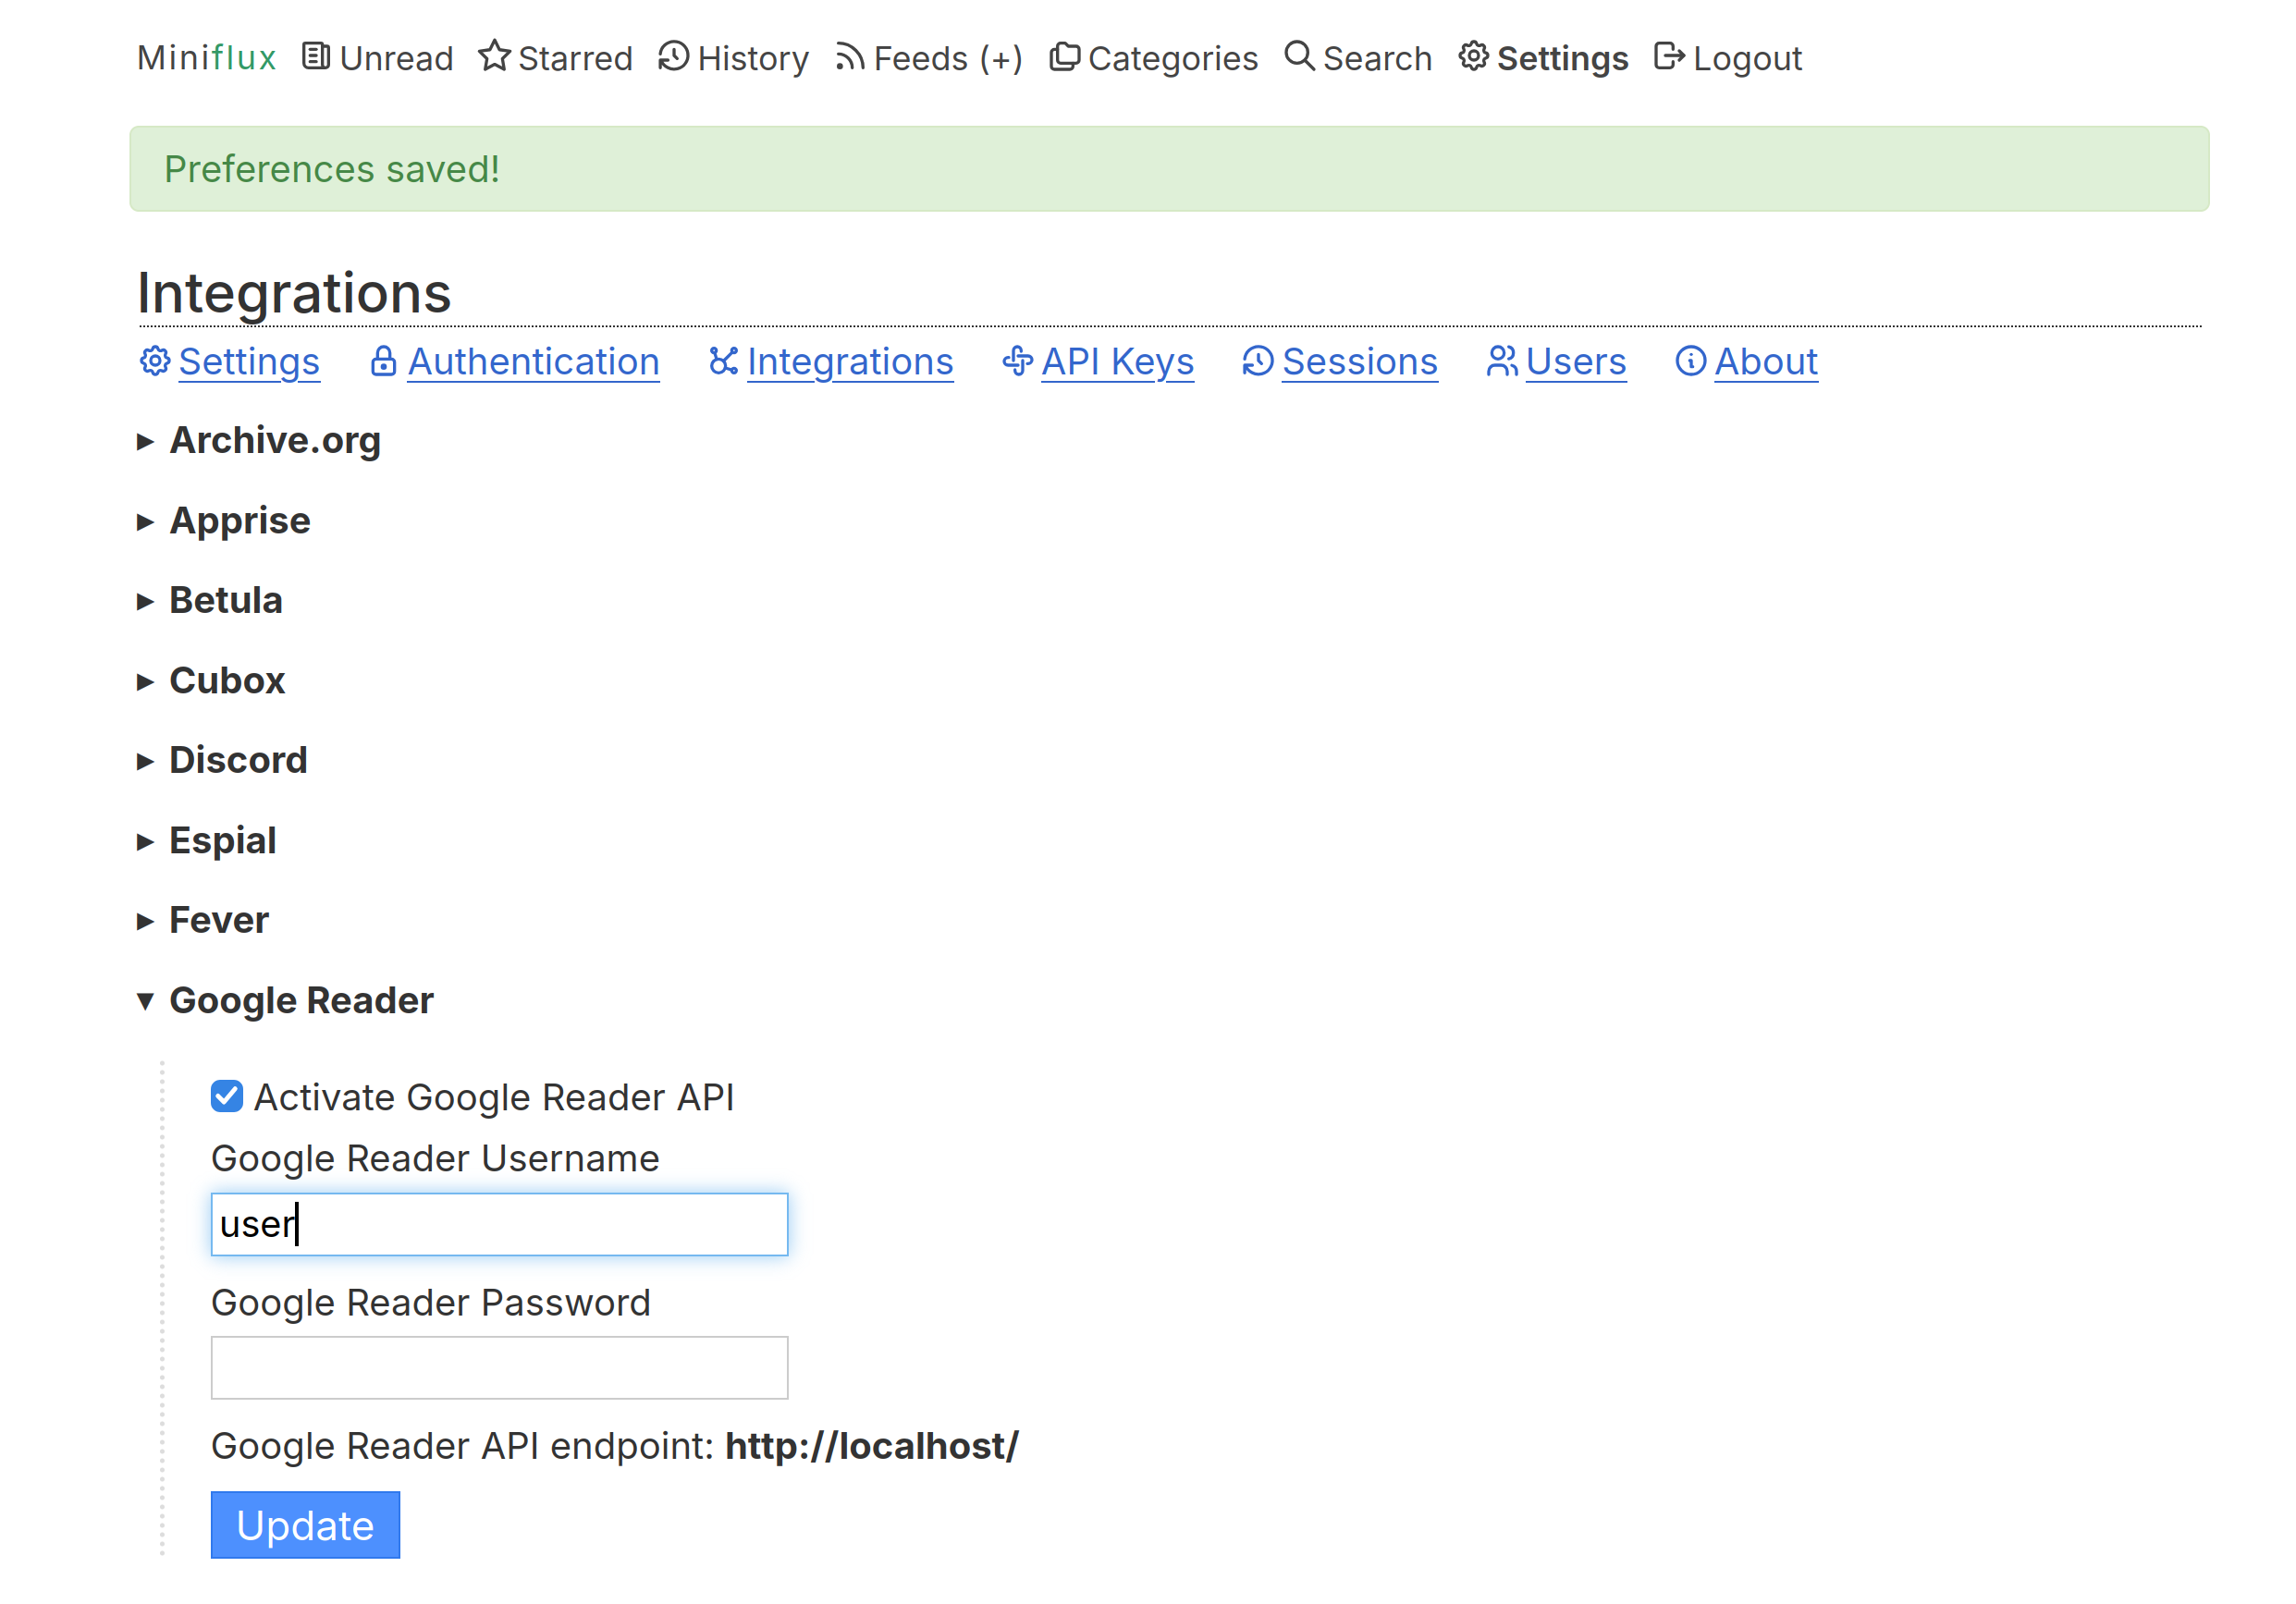 Miniflux Unread Starred History Feeds (+) Categories Search Settings Logout
Preferences saved!
Integrations
Settings Authentication Integrations API Keys Sessions Users About
Archive.org
Apprise
Betula
Cubox
Discord
Espial
Fever
Google Reader
Activate Google Reader API
Google Reader Username
user
Google Reader Password
Google Reader API endpoint: http://localhost/
Update